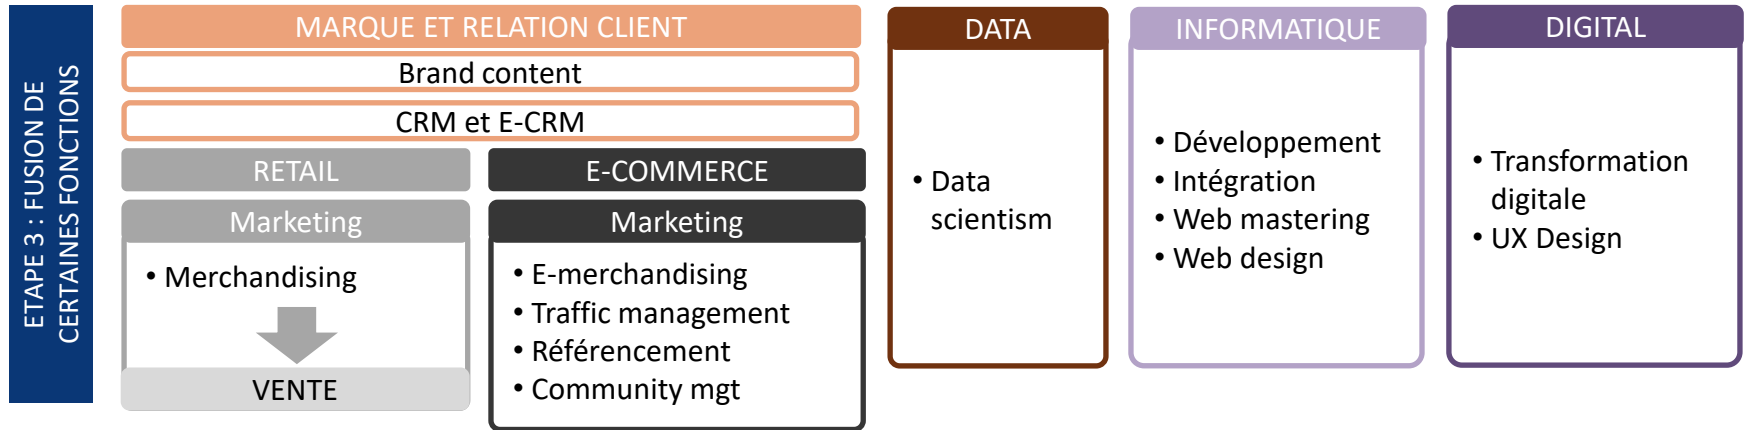 ETAPE 3 : FUSION DE
CERTAINES FONCTIONS
MARQUE ET RELATION CLIENT
Brand content
CRM et E-CRM
RETAIL
Marketing
• Merchandising
VENTE
E-COMMERCE
Marketing
• E-merchandising
• Traffic management
• Référencement
• Community mgt
DATA
• Data
scientism
INFORMATIQUE
• Développement
• Intégration
• Web mastering
• Web design
DIGITAL
• Transformation
digitale
• UX Design